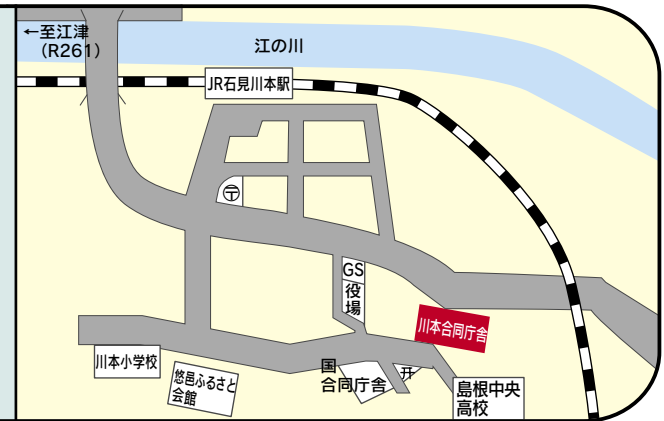 ←至江津
(R261)
江の川
JR石見川本駅
〶
GS
役場
川本合同庁舎
川本小学校
悠邑ふるさと
会館
国
合同庁舎
开
島根中央
高校